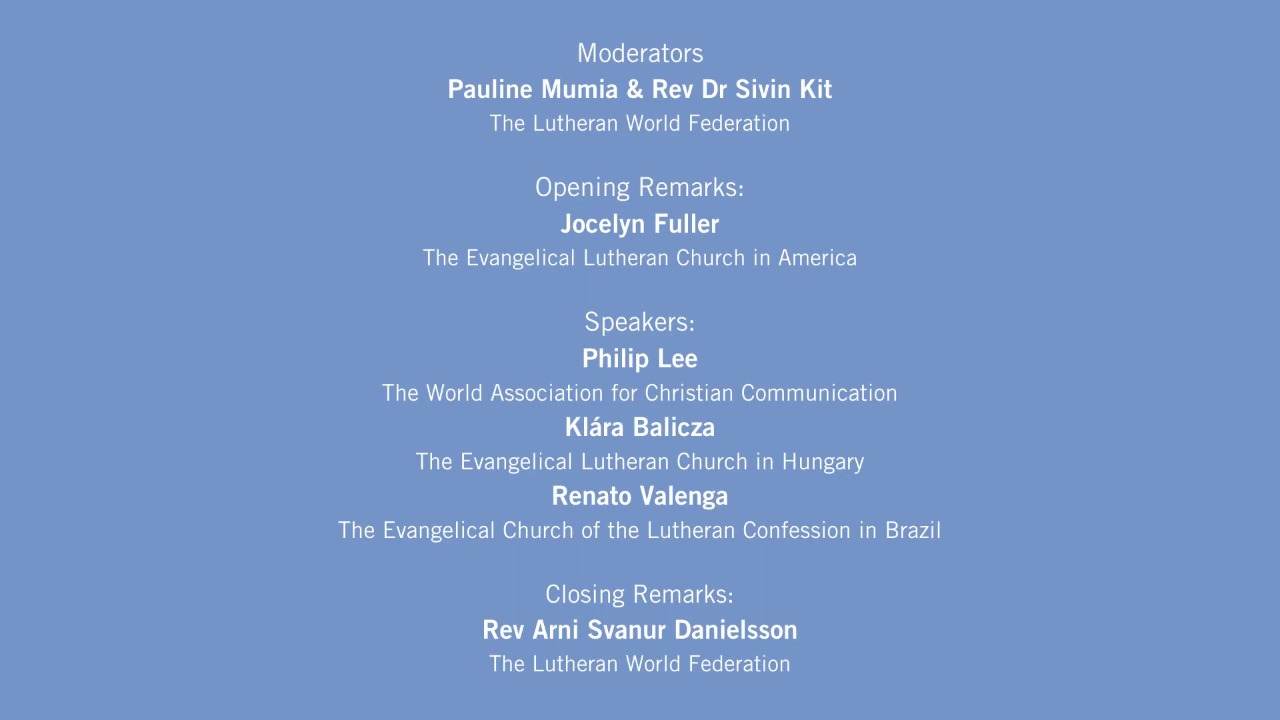 Moderators
Pauline Mumia & Rev Dr Sivin Kit
The Lutheran World Federation
Opening Remarks:
Jocelyn Fuller
The Evangelical Lutheran Church in America
Speakers:
Philip Lee
The World Association for Christian Communication
Klára Balicza
The Evangelical Lutheran Church in Hungary
Renato Valenga
The Evangelical Church of the Lutheran Confession in Brazil
Closing Remarks:
Rev Arni Svanur Danielsson
The Lutheran World Federation